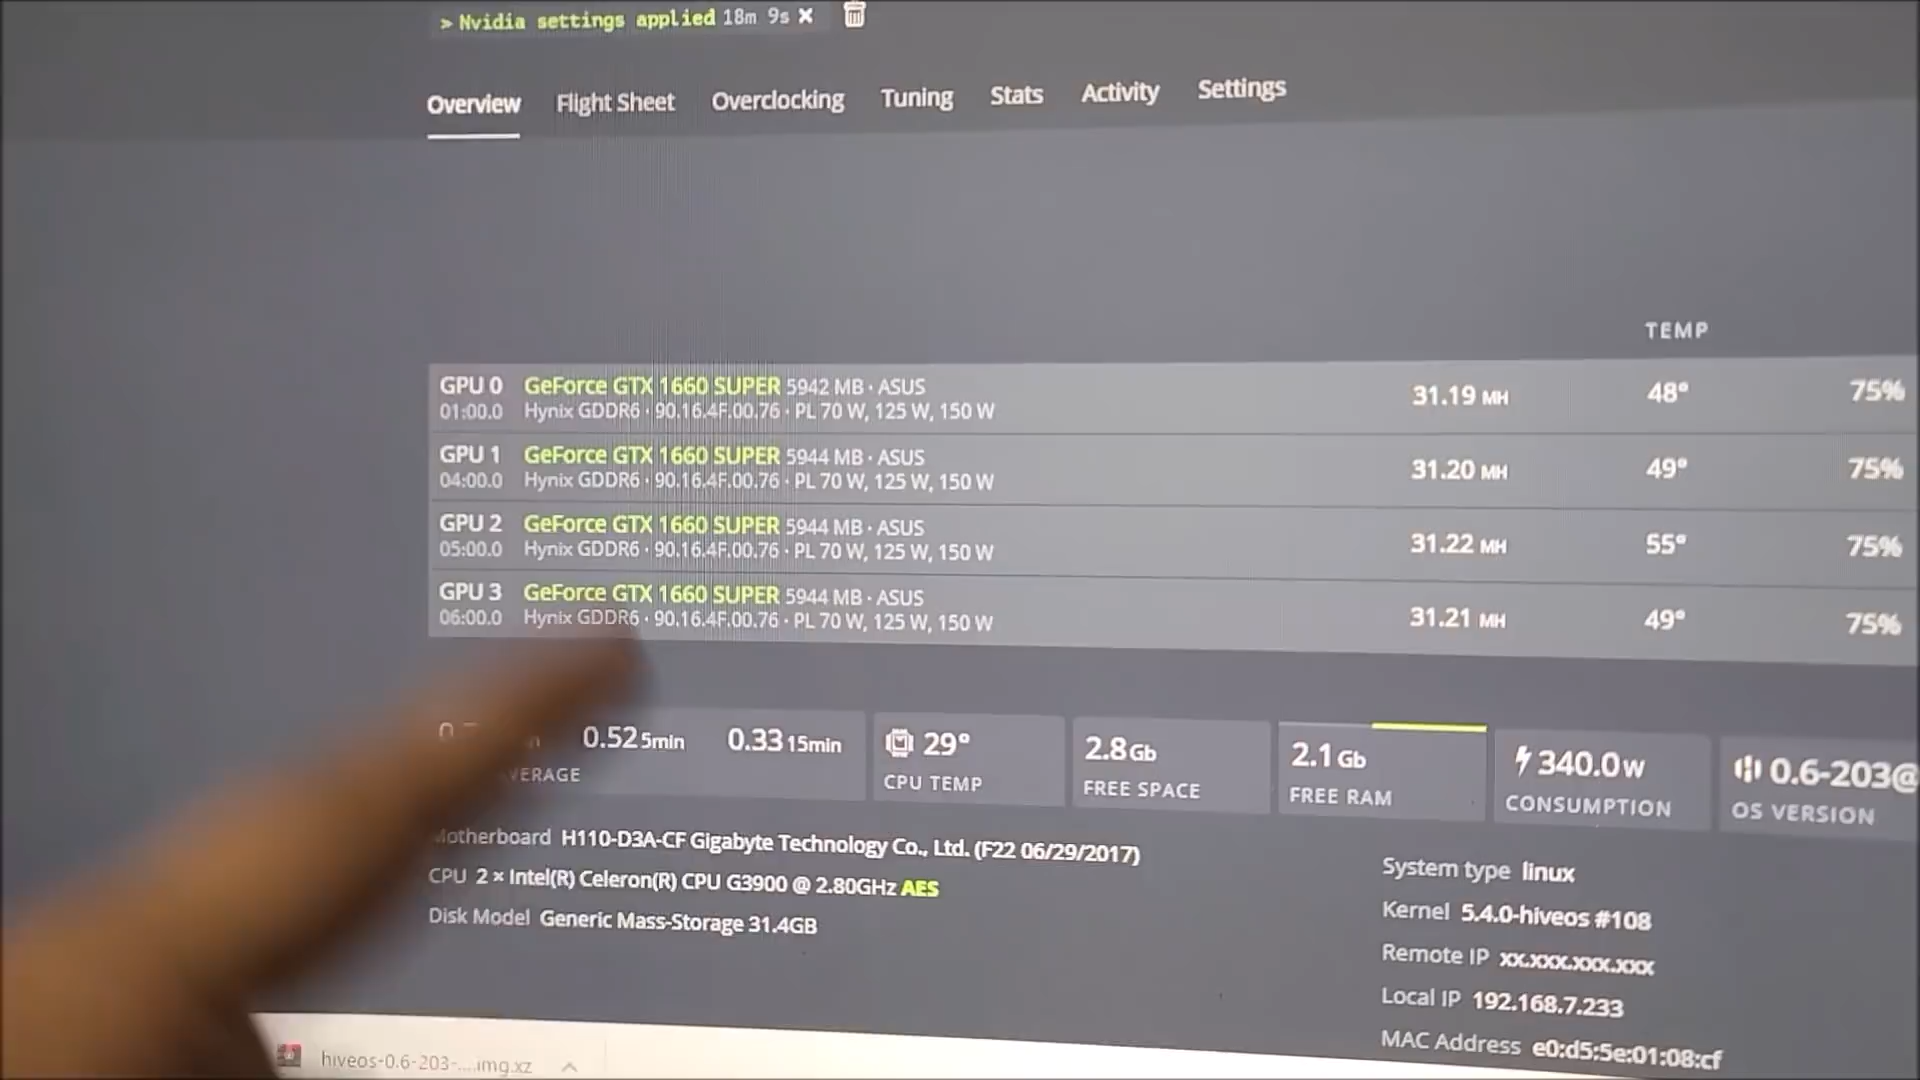 > Nvidia settings applied 18m 9s ×
Overview Flight Sheet Overclocking Tuning Stats Activity Settings
TEMP
GPU 0 GeForce GTX 1660 SUPER 5942 MB · ASUS 31.19 MH 48° 75%
01:00.0 Hynix GDDR6 · 90.16.4F.00.76 · PL 70 W, 125 W, 150 W
GPU 1 GeForce GTX 1660 SUPER 5944 MB · ASUS 31.20 MH 49° 75%
04:00.0 Hynix GDDR6 · 90.16.4F.00.76 · PL 70 W, 125 W, 150 W
GPU 2 GeForce GTX 1660 SUPER 5944 MB · ASUS 31.22 MH 55° 75%
05:00.0 Hynix GDDR6 · 90.16.4F.00.76 · PL 70 W, 125 W, 150 W
GPU 3 GeForce GTX 1660 SUPER 5944 MB · ASUS 31.21 MH 49° 75%
06:00.0 Hynix GDDR6 · 90.16.4F.00.76 · PL 70 W, 125 W, 150 W
0.52 5min 0.33 15min 29° 2.8 Gb 2.1 Gb 340.0 W 0.6-203@
VERAGE CPU TEMP FREE SPACE FREE RAM CONSUMPTION OS VERSION
Motherboard H110-D3A-CF Gigabyte Technology Co., Ltd. (F22 06/29/2017)
CPU 2 × Intel(R) Celeron(R) CPU G3900 @ 2.80GHz AES
Disk Model Generic Mass-Storage 31.4GB
System type linux
Kernel 5.4.0-hiveos #108
Remote IP xx.xxx.xxx.xxx
Local IP 192.168.7.233
MAC Address e0:d5:5e:01:08:cf
hiveos-0.6-203-....img.xz